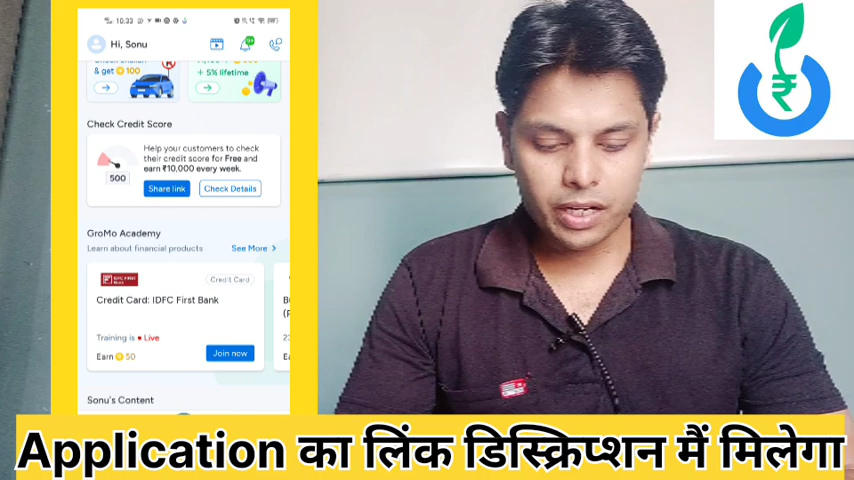 10:33
Hi, Sonu
9+
& get 100
+ 5% lifetime
Check Credit Score
Help your customers to check
their credit score for Free and
earn ₹10,000 every week.
500
Share link
Check Details
GroMo Academy
Learn about financial products
See More
IDFC FIRST
Bank
Credit Card
Credit Card: IDFC First Bank
Training is Live
Earn 50
Join now
Sonu's Content
₹
Application का लिंक डिस्क्रिप्शन मैं मिलेगा